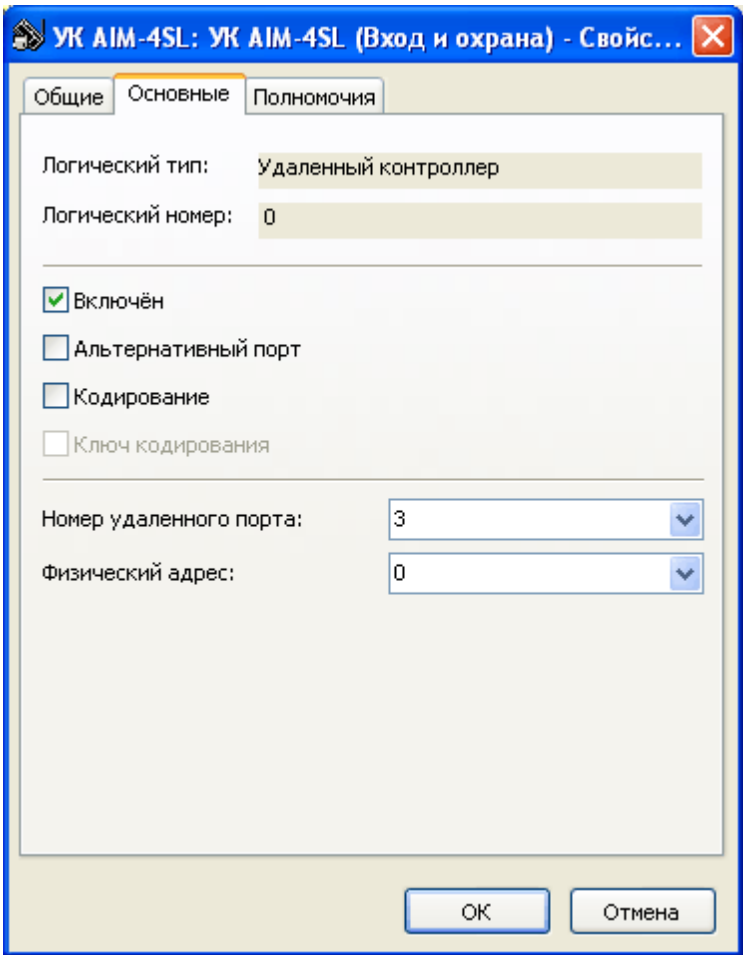 УК AIM-4SL: УК AIM-4SL (Вход и охрана) - Свойс...
Общие Основные Полномочия
Логический тип: Удаленный контроллер
Логический номер: 0
Включён
Альтернативный порт
Кодирование
Ключ кодирования
Номер удаленного порта: 3
Физический адрес: 0
ОК Отмена